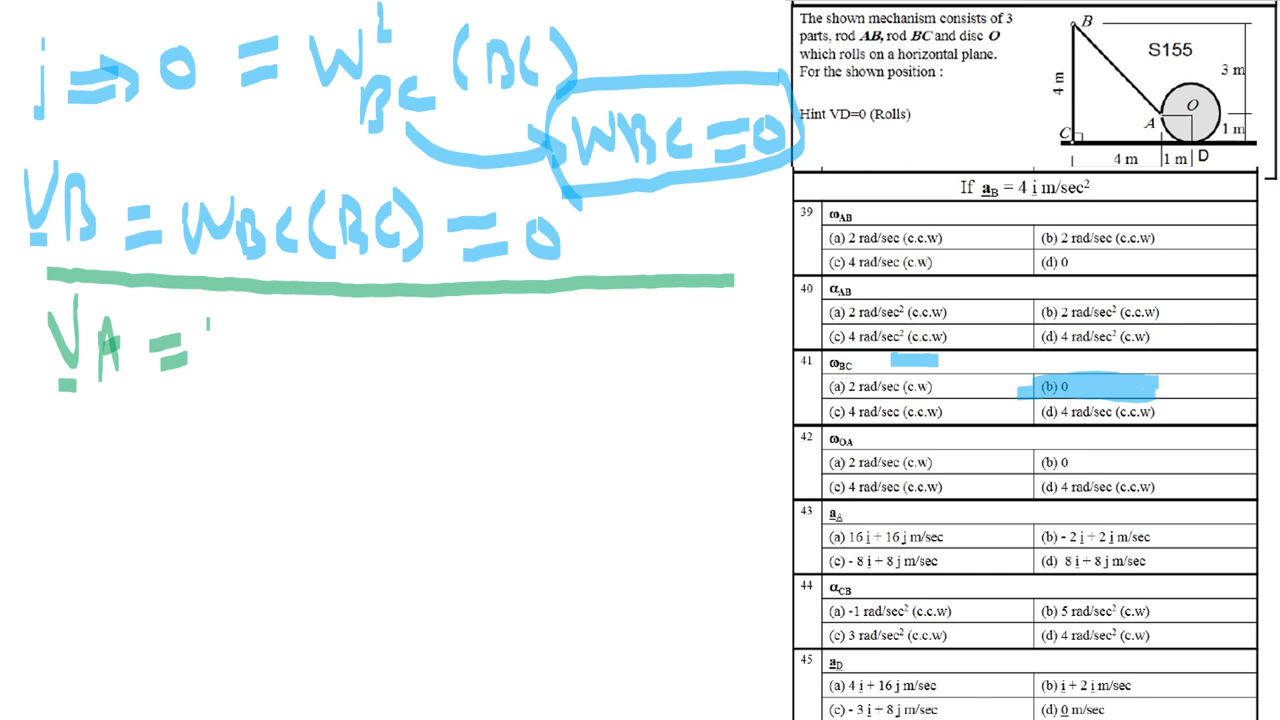 j ⇒ 0 = W²BC (BC)
WBC = 0
VB = WBC(BC) = 0
VA =
The shown mechanism consists of 3
parts, rod AB, rod BC and disc O
which rolls on a horizontal plane.
For the shown position :
Hint VD=0 (Rolls)
B
S155
4 m
3 m
O
A
1 m
C
4 m
1 m
D
If aB = 4 i m/sec²
39 ωAB
(a) 2 rad/sec (c.c.w) (b) 2 rad/sec (c.c.w)
(c) 4 rad/sec (c.w) (d) 0
40 αAB
(a) 2 rad/sec² (c.c.w) (b) 2 rad/sec² (c.c.w)
(c) 4 rad/sec² (c.c.w) (d) 4 rad/sec² (c.w)
41 ωBC
(a) 2 rad/sec (c.w) (b) 0
(c) 4 rad/sec (c.c.w) (d) 4 rad/sec (c.c.w)
42 ωOA
(a) 2 rad/sec (c.w) (b) 0
(c) 4 rad/sec (c.c.w) (d) 4 rad/sec (c.c.w)
43 aA
(a) 16 i + 16 j m/sec (b) - 2 i + 2 i m/sec
(c) - 8 i + 8 j m/sec (d) 8 i + 8 j m/sec
44 αCB
(a) -1 rad/sec² (c.c.w) (b) 5 rad/sec² (c.w)
(c) 3 rad/sec² (c.c.w) (d) 4 rad/sec² (c.w)
45 aD
(a) 4 i + 16 j m/sec (b) i + 2 i m/sec
(c) - 3 i + 8 j m/sec (d) 0 m/sec